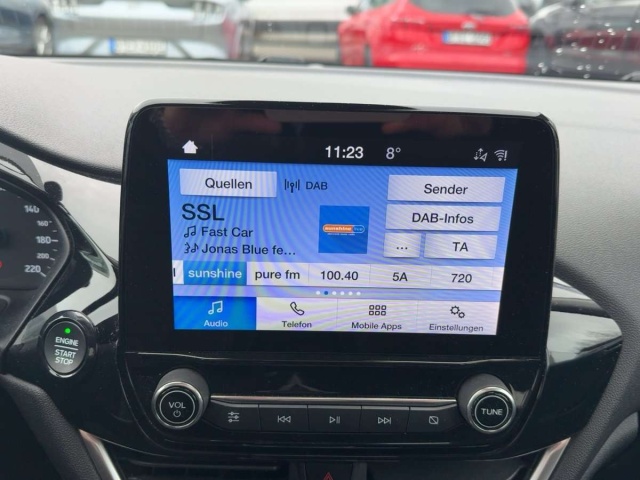 11:23 8°
Quellen DAB Sender
SSL DAB-Infos
Fast Car ... TA
Jonas Blue fe...
sunshine
sunshine pure fm 100.40 5A 720
Audio Telefon Mobile Apps Einstellungen
140
160
180
200
220
ENGINE
START
STOP
VOL
TUNE